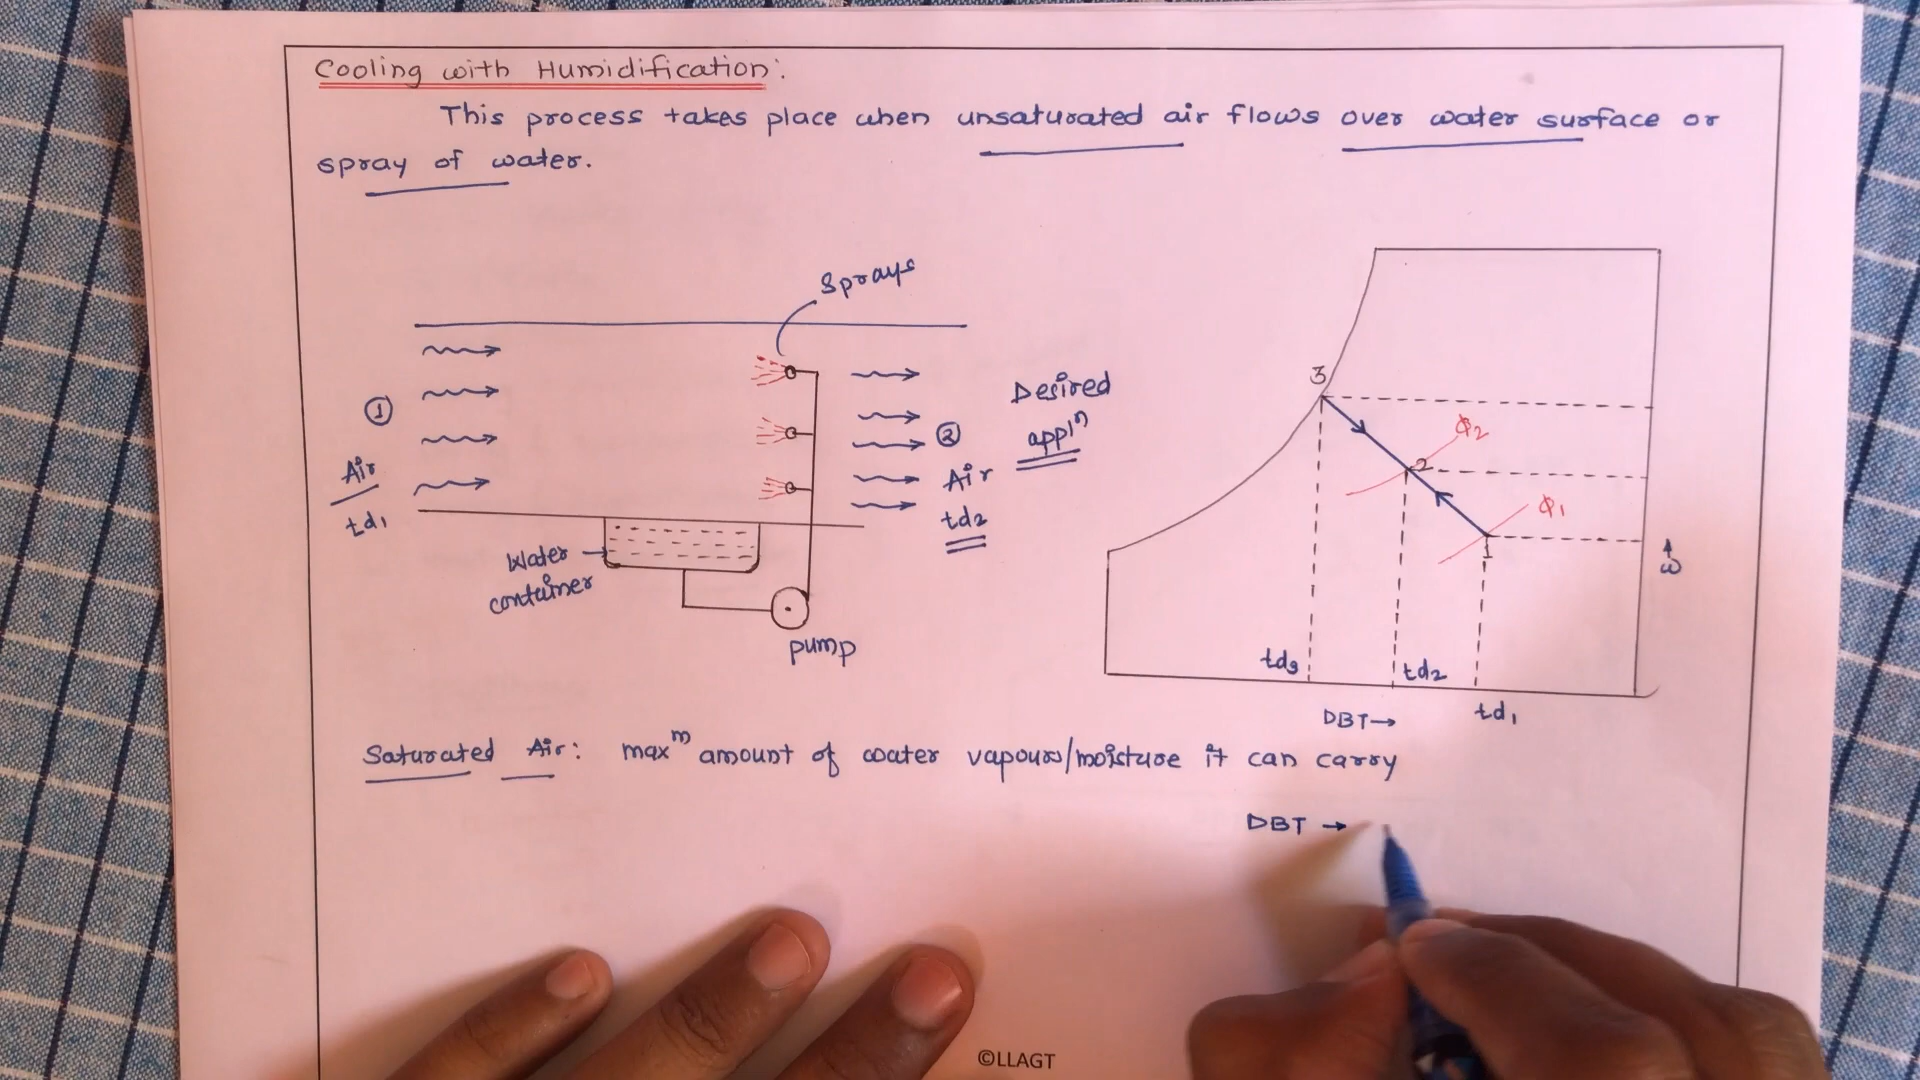 Cooling with Humidification:
This process takes place when unsaturated air flows over water surface or
spray of water.
Sprays
①
Air
td1
②
Air
td2
Desired
applⁿ
Water
container
pump
3
ϕ2
2
ϕ1
1
ω
td3
td2
td1
DBT→
Saturated Air: maxᵐ amount of water vapours/moisture it can carry
DBT →
©LLAGT